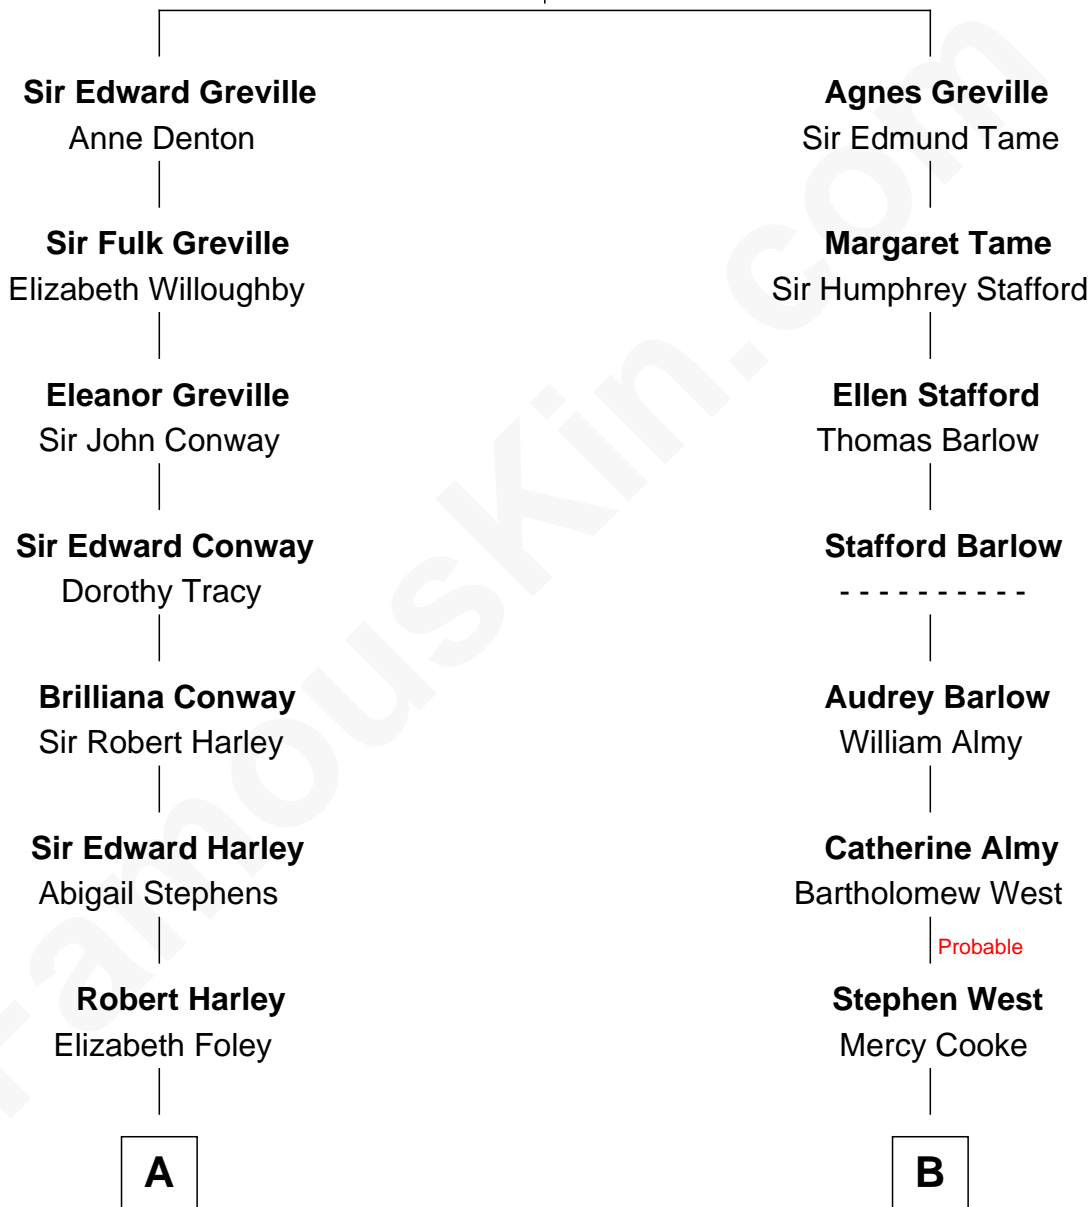 Sir Edward Greville
Anne Denton
Sir Fulk Greville
Elizabeth Willoughby
Eleanor Greville
Sir John Conway
Sir Edward Conway
Dorothy Tracy
Brilliana Conway
Sir Robert Harley
Sir Edward Harley
Abigail Stephens
Robert Harley
Elizabeth Foley
A
Agnes Greville
Sir Edmund Tame
Margaret Tame
Sir Humphrey Stafford
Ellen Stafford
Thomas Barlow
Stafford Barlow
- - - - - - - - - -
Audrey Barlow
William Almy
Catherine Almy
Bartholomew West
Probable
Stephen West
Mercy Cooke
B
FamousKin.com